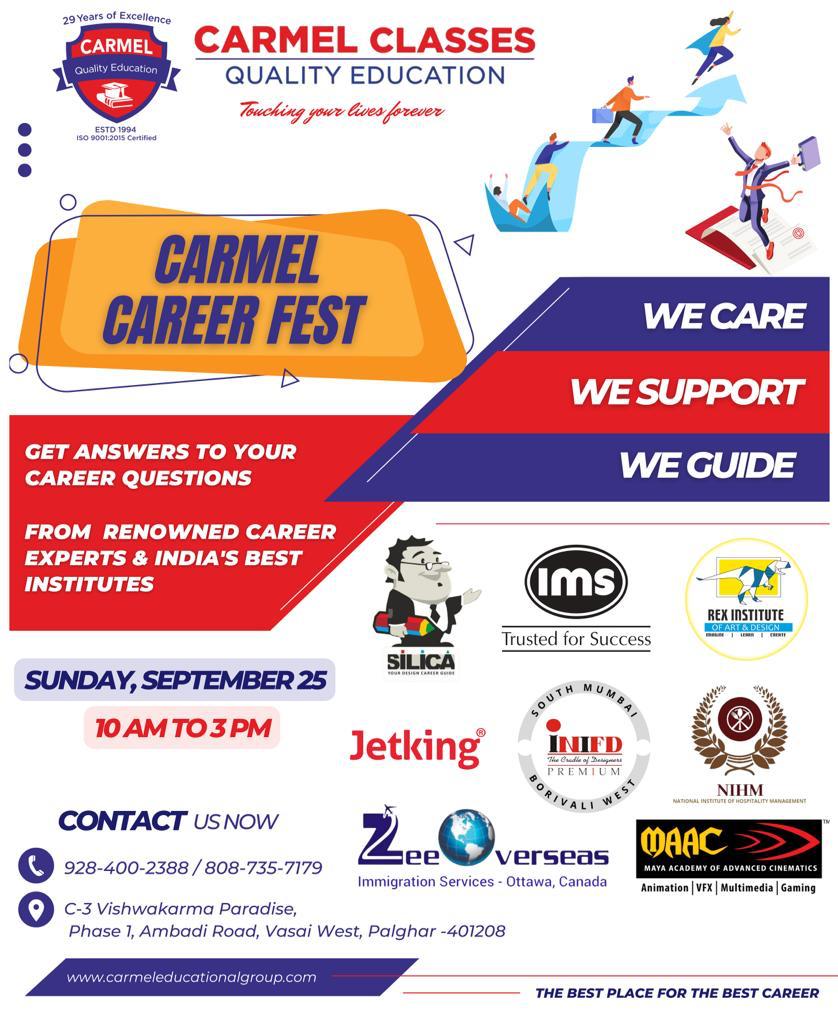 29 Years of Excellence
CARMEL
Quality Education
ESTD 1994
ISO 9001:2015 Certified
CARMEL CLASSES
QUALITY EDUCATION
Touching your lives forever
CARMEL
CAREER FEST
WE CARE
WE SUPPORT
WE GUIDE
GET ANSWERS TO YOUR
CAREER QUESTIONS
FROM RENOWNED CAREER
EXPERTS & INDIA'S BEST
INSTITUTES
SILICA
YOUR DESIGN CAREER GUIDE
ims
Trusted for Success
REX INSTITUTE
OF ART & DESIGN
IMAGINE | LEARN | CREATE
SUNDAY, SEPTEMBER 25
10 AM TO 3 PM
Jetking®
SOUTH MUMBAI
INIFD
The Cradle of Designers
PREMIUM
BORIVALI WEST
NIHM
NATIONAL INSTITUTE OF HOSPITALITY MANAGEMENT
CONTACT US NOW
928-400-2388 / 808-735-7179
C-3 Vishwakarma Paradise,
Phase 1, Ambadi Road, Vasai West, Palghar -401208
Zee Overseas
Immigration Services - Ottawa, Canada
MAAC TM
MAYA ACADEMY OF ADVANCED CINEMATICS
Animation | VFX | Multimedia | Gaming
www.carmeleducationalgroup.com
THE BEST PLACE FOR THE BEST CAREER